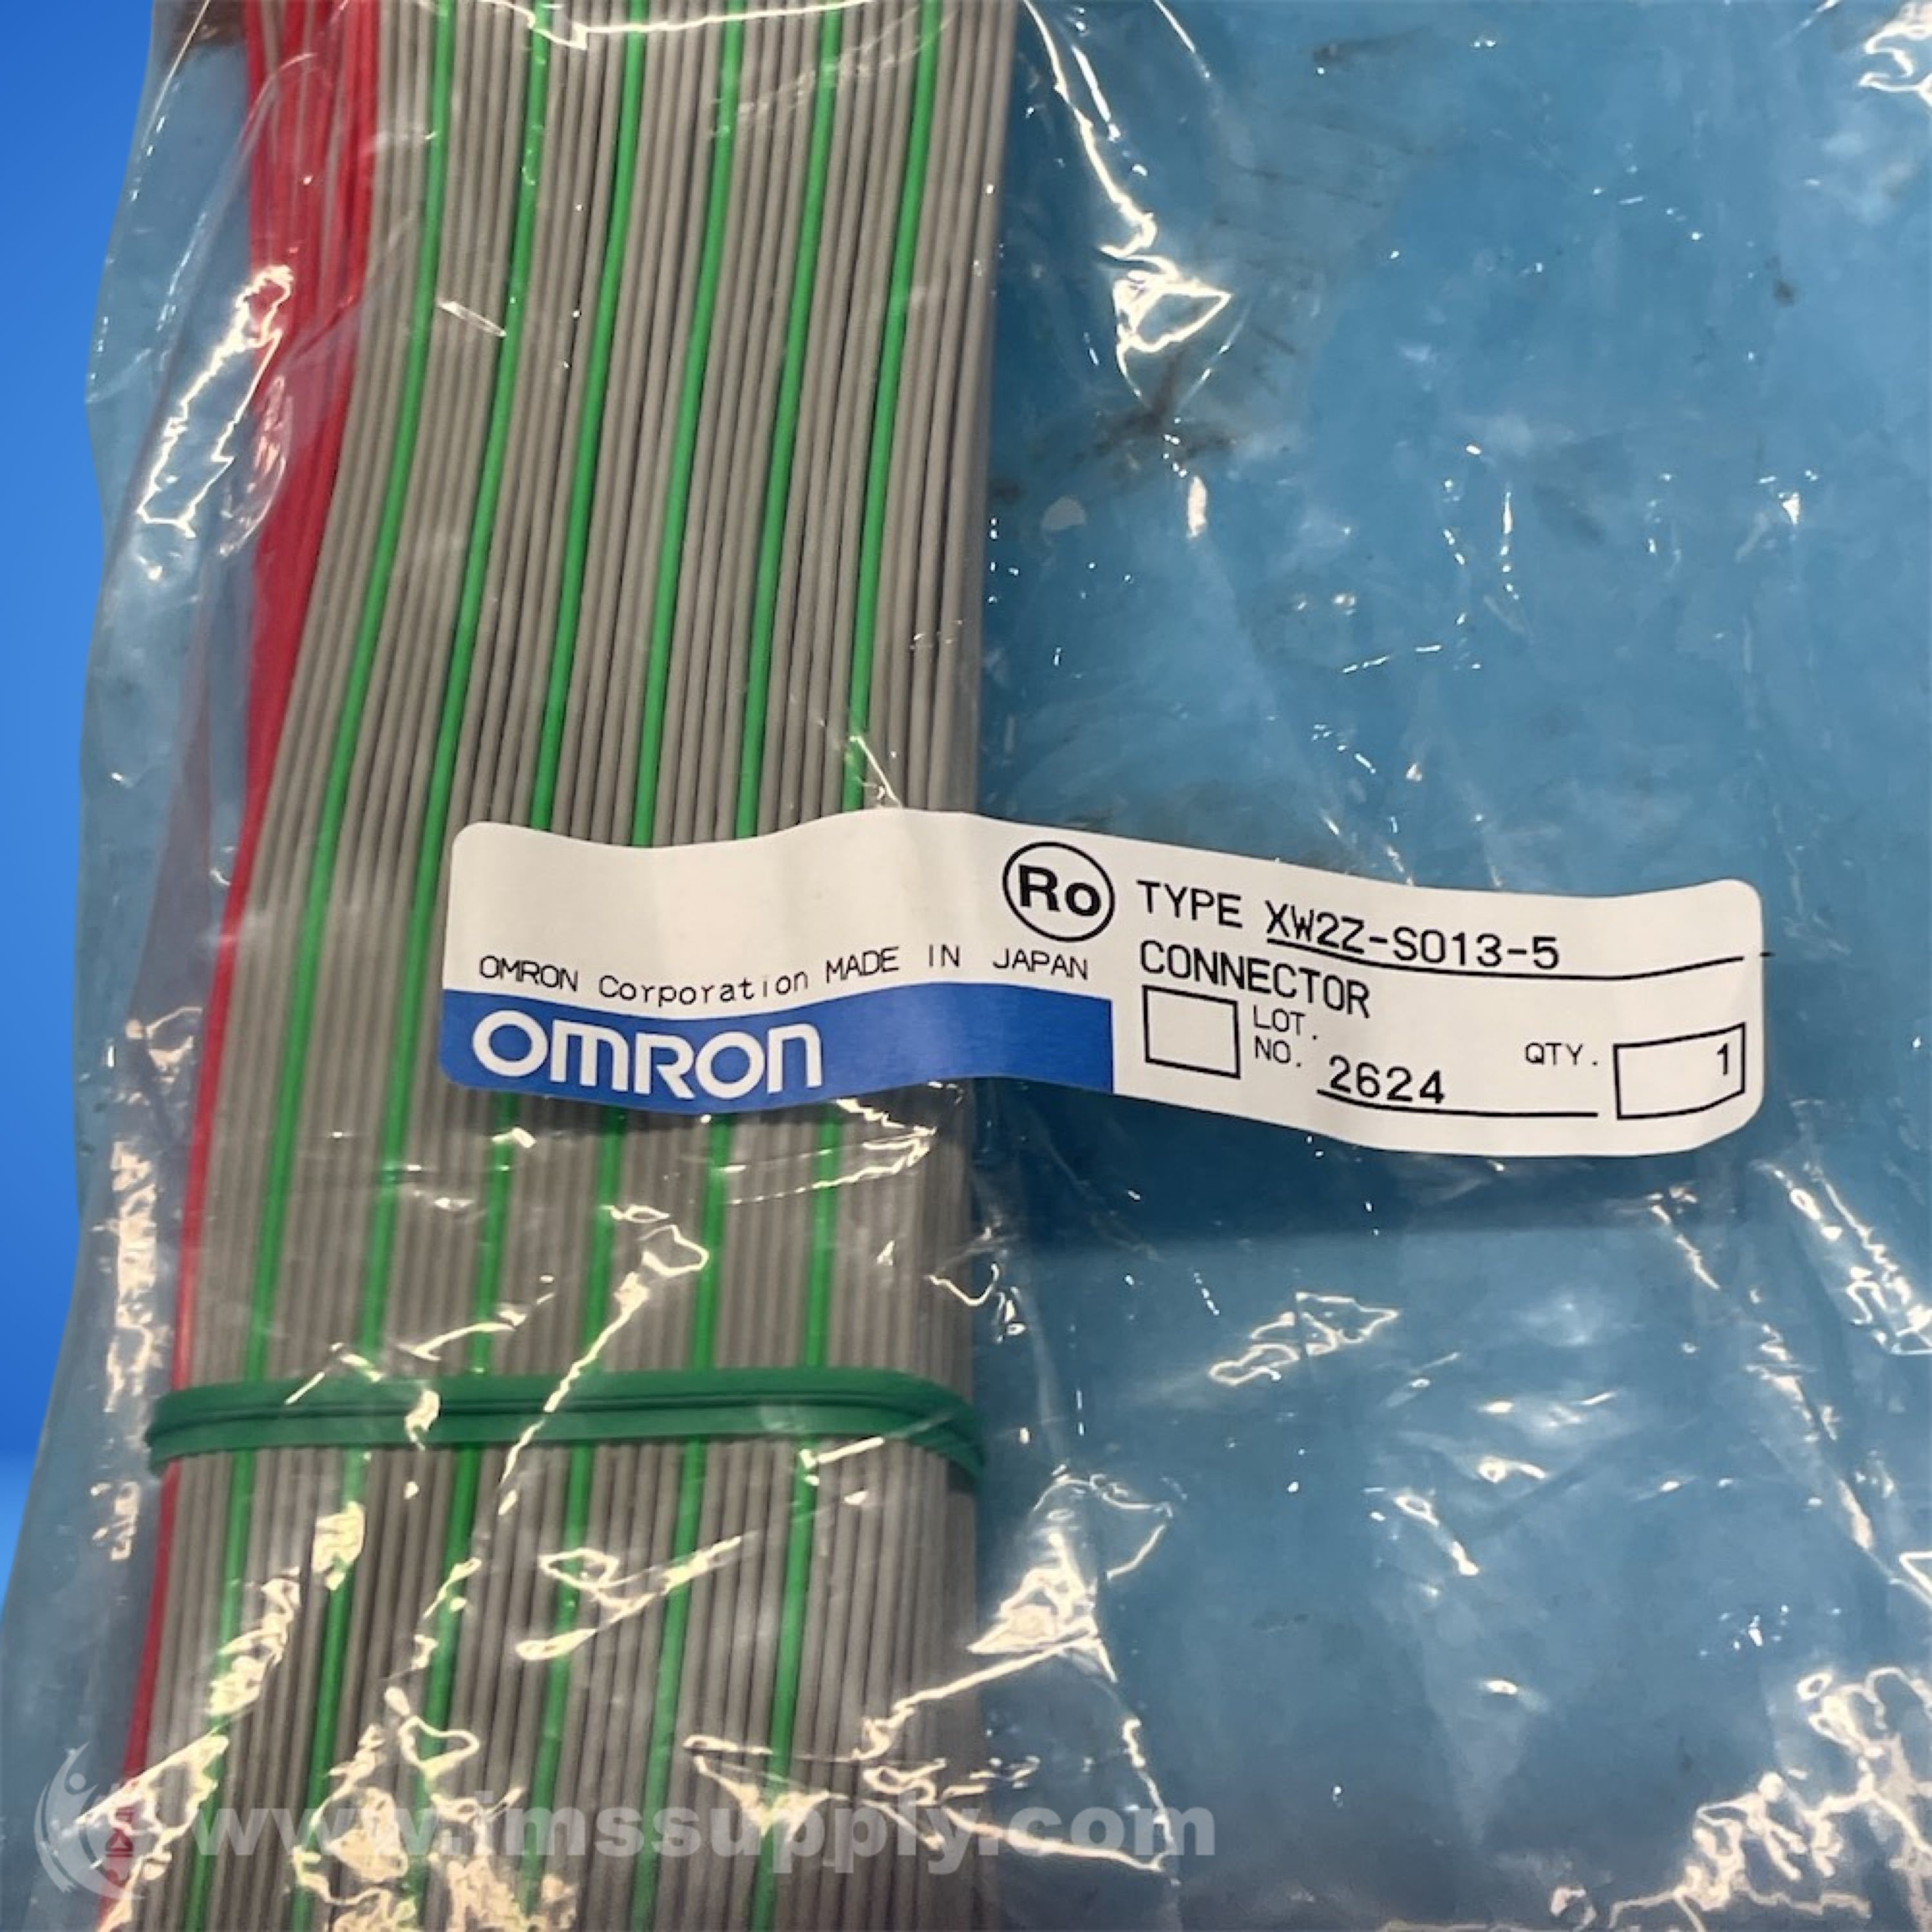 Ro
TYPE XW2Z-S013-5
CONNECTOR
OMRON Corporation MADE IN JAPAN
OMRON
LOT.
NO. 2624
QTY. 1
www.imssupply.com